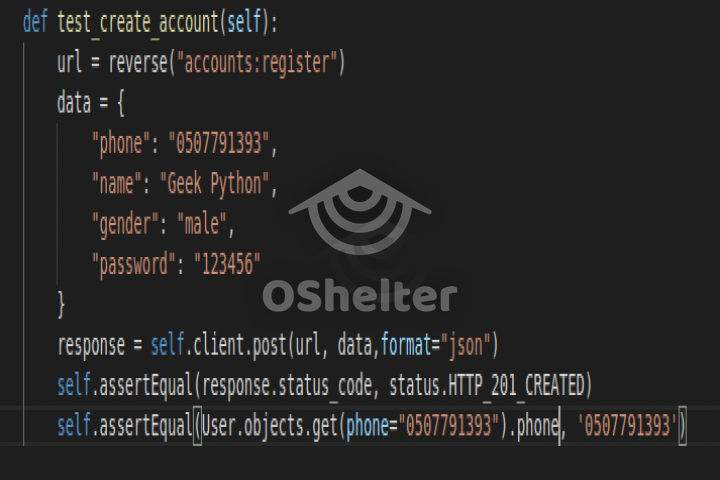 def test_create_account(self):
url = reverse("accounts:register")
data = {
"phone": "0507791393",
"name": "Geek Python",
"gender": "male",
"password": "123456"
}
OShelter
response = self.client.post(url, data,format="json")
self.assertEqual(response.status_code, status.HTTP_201_CREATED)
self.assertEqual(User.objects.get(phone="0507791393").phone, '0507791393')